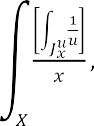 ∫_X [∫_{J_x^u} 1/u] / x ,